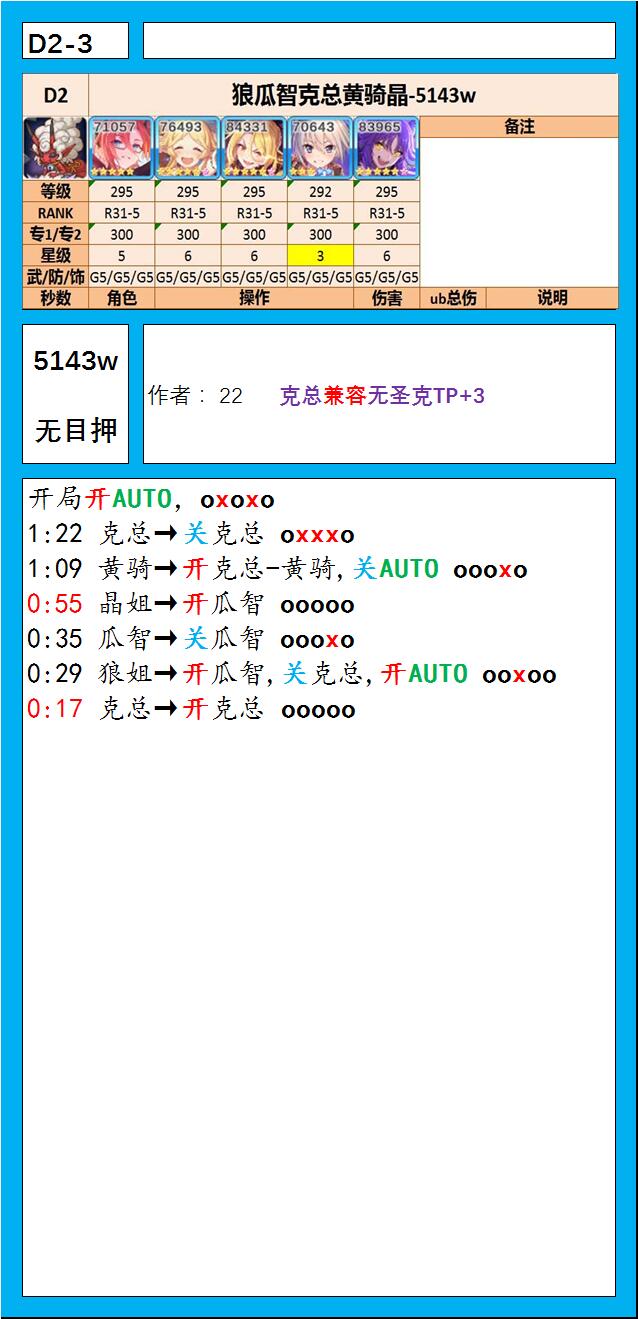 D2-3
D2 狼瓜智克总黄骑晶-5143w
71057 76493 84331 70643 83965 备注
等级 295 295 295 292 295
RANK R31-5 R31-5 R31-5 R31-5 R31-5
专1/专2 300 300 300 300 300
星级 5 6 6 3 6
武/防/饰 G5/G5/G5 G5/G5/G5 G5/G5/G5 G5/G5/G5 G5/G5/G5
秒数 角色 操作 伤害 ub总伤 说明
5143w
无目押
作者： 22 克总兼容无圣克TP+3
开局开AUTO, oxoxo
1:22 克总→关克总 oxxxo
1:09 黄骑→开克总-黄骑,关AUTO oooxo
0:55 晶姐→开瓜智 ooooo
0:35 瓜智→关瓜智 oooxo
0:29 狼姐→开瓜智,关克总,开AUTO ooxoo
0:17 克总→开克总 ooooo